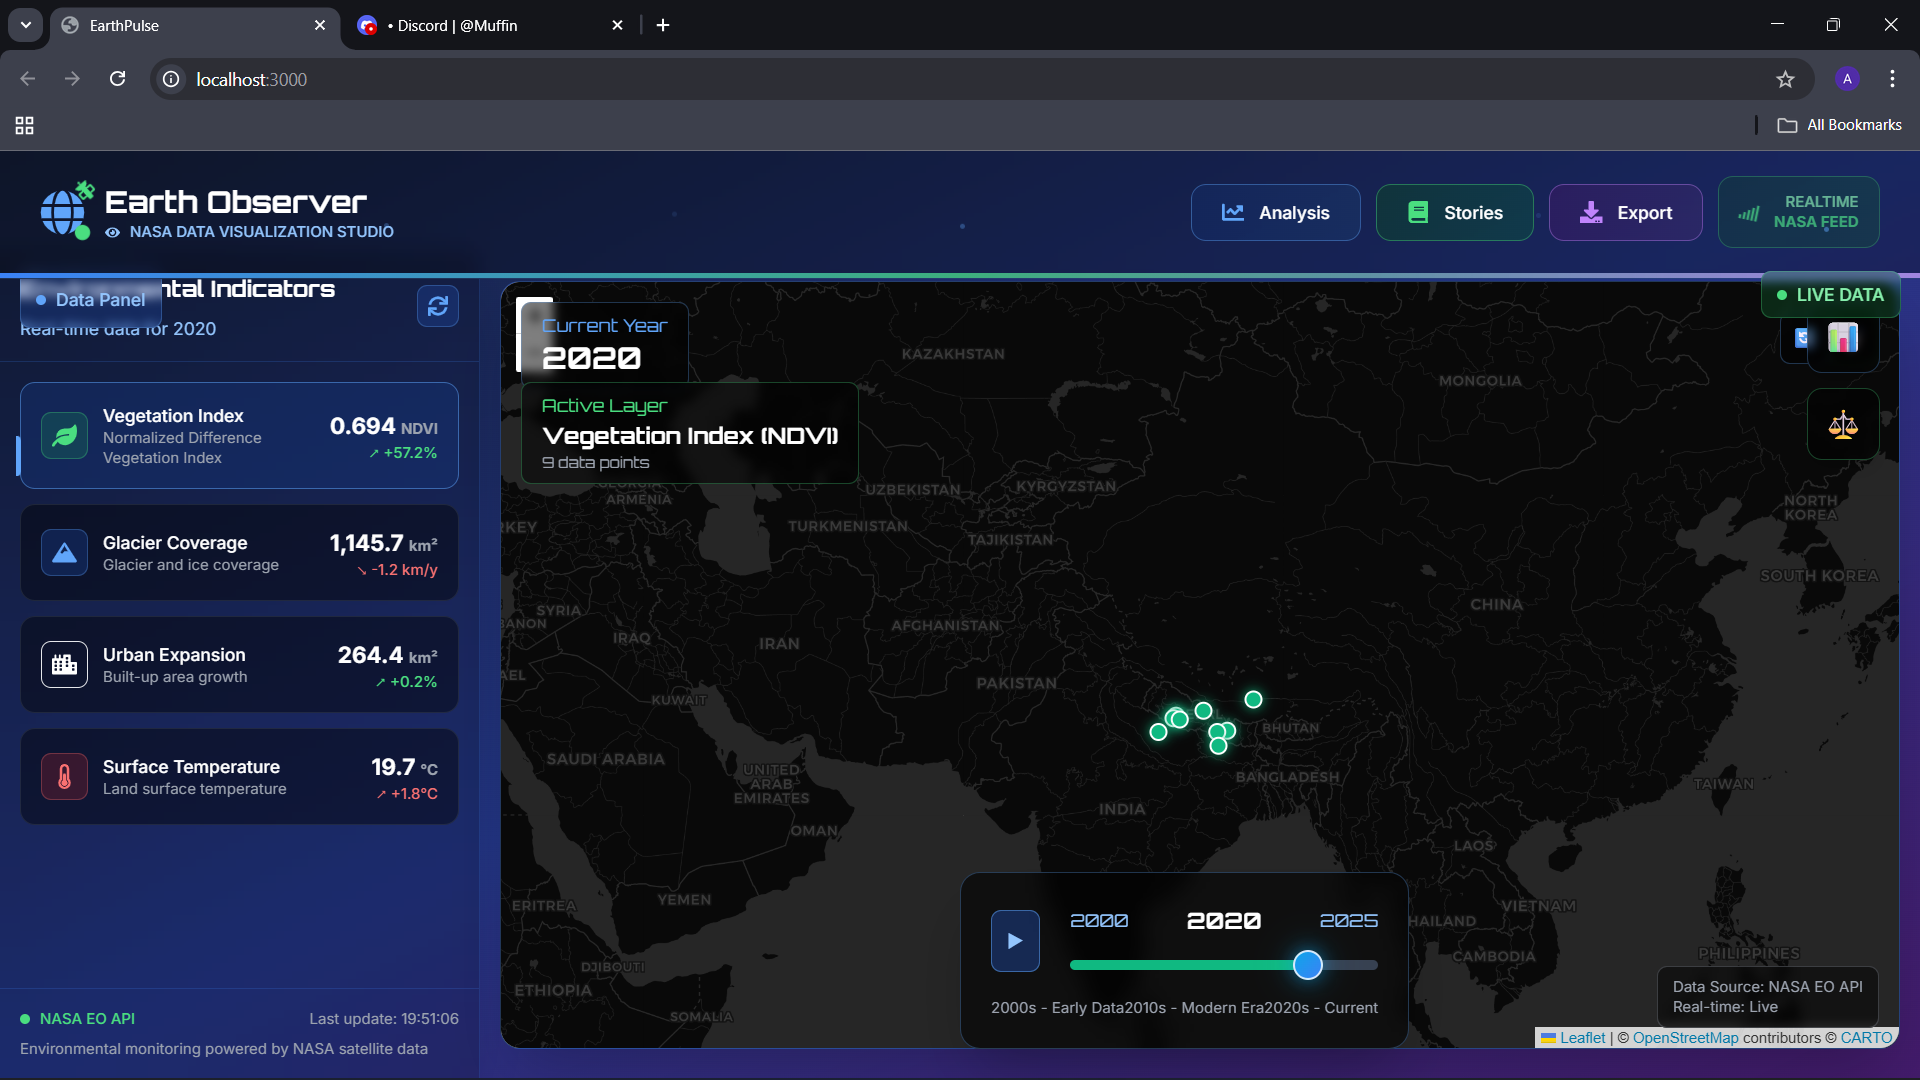 EarthPulse
• Discord | @Muffin
localhost:3000
A
All Bookmarks
Earth Observer
NASA DATA VISUALIZATION STUDIO
Analysis
Stories
Export
REALTIME
NASA FEED
ntal Indicators
Data Panel
Real-time data for 2020
Vegetation Index
Normalized Difference
Vegetation Index
0.694 NDVI
↗ +57.2%
Glacier Coverage
Glacier and ice coverage
1,145.7 km²
↘ -1.2 km/y
Urban Expansion
Built-up area growth
264.4 km²
↗ +0.2%
Surface Temperature
Land surface temperature
19.7 °C
↗ +1.8°C
NASA EO API
Last update: 19:51:06
Environmental monitoring powered by NASA satellite data
Current Year
2020
Active Layer
Vegetation Index (NDVI)
9 data points
LIVE DATA
KAZAKHSTAN
MONGOLIA
GEORGIA
ARMENIA
UZBEKISTAN
KYRGYZSTAN
RKEY
TURKMENISTAN
TAJIKISTAN
NORTH
KOREA
SOUTH KOREA
SYRIA
BANON
IRAQ
IRAN
AFGHANISTAN
CHINA
AEL
KUWAIT
PAKISTAN
BHUTAN
SAUDI ARABIA
UNITED
ARAB
EMIRATES
BANGLADESH
TAIWAN
INDIA
OMAN
LAOS
YEMEN
ERITREA
VIETNAM
HAILAND
CAMBODIA
PHILIPPINES
DJIBOUTI
ETHIOPIA
SOMALIA
2000
2020
2025
2000s - Early Data2010s - Modern Era2020s - Current
Data Source: NASA EO API
Real-time: Live
Leaflet | © OpenStreetMap contributors © CARTO